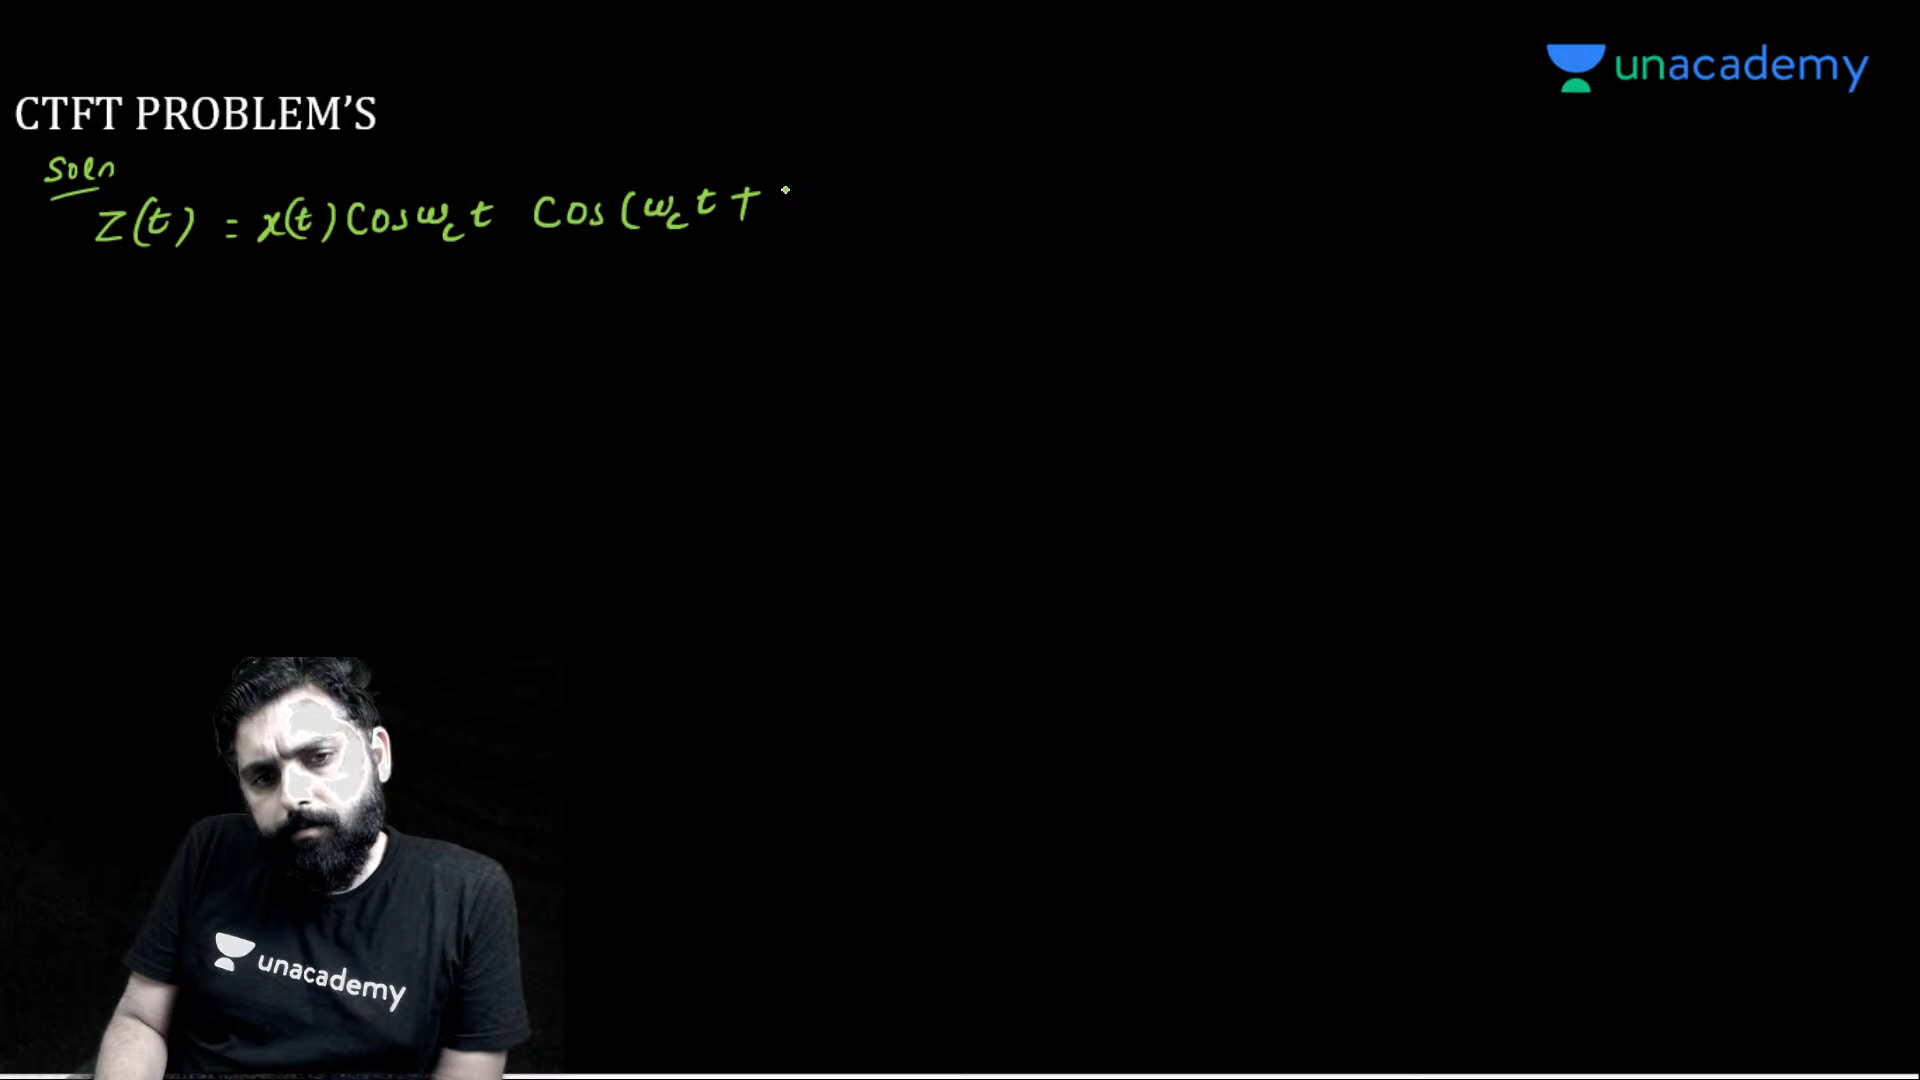 unacademy
CTFT PROBLEM'S
Soln
Z(t) = x(t) Cos ω_c t Cos (ω_c t +
unacademy